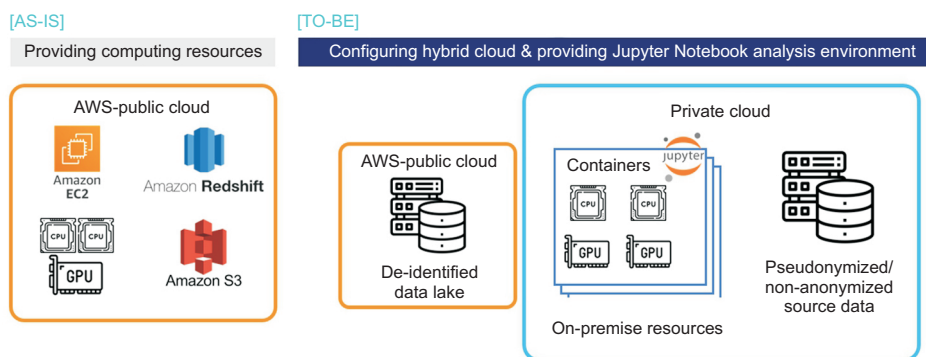 [AS-IS]
Providing computing resources
AWS-public cloud
Amazon
EC2
Amazon Redshift
CPU CPU
GPU
Amazon S3
[TO-BE]
Configuring hybrid cloud & providing Jupyter Notebook analysis environment
AWS-public cloud
De-identified
data lake
Private cloud
Containers
jupyter
CPU CPU
GPU GPU
On-premise resources
Pseudonymized/
non-anonymized
source data